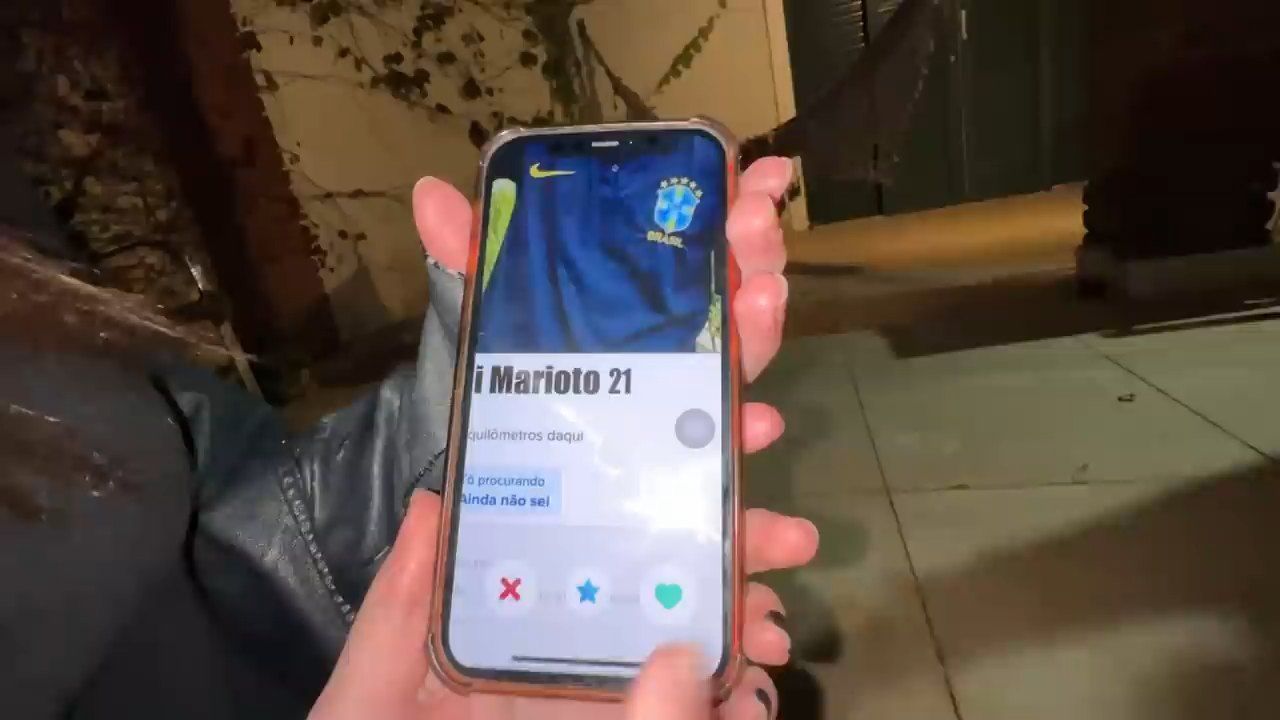 BRASIL
i Marioto 21
quilômetros daqui
Tô procurando
Ainda não sei